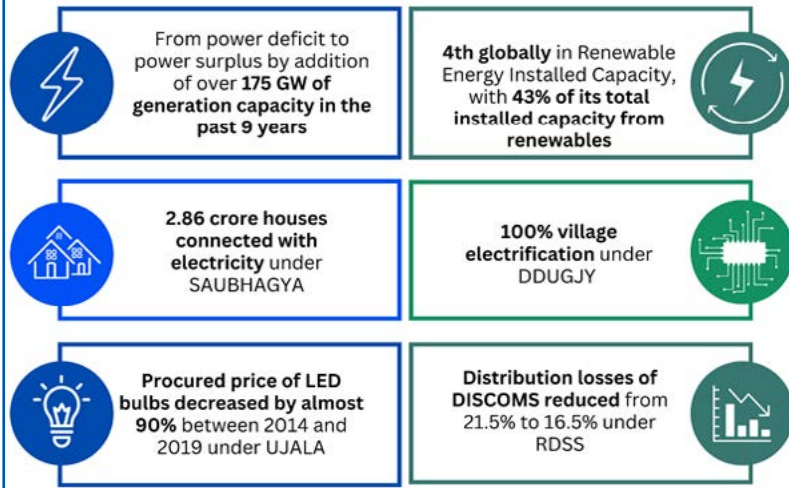 From power deficit to
power surplus by addition
of over 175 GW of
generation capacity in the
past 9 years
4th globally in Renewable
Energy Installed Capacity,
with 43% of its total
installed capacity from
renewables
2.86 crore houses
connected with
electricity under
SAUBHAGYA
100% village
electrification under
DDUGJY
Procured price of LED
bulbs decreased by almost
90% between 2014 and
2019 under UJALA
Distribution losses of
DISCOMS reduced from
21.5% to 16.5% under
RDSS